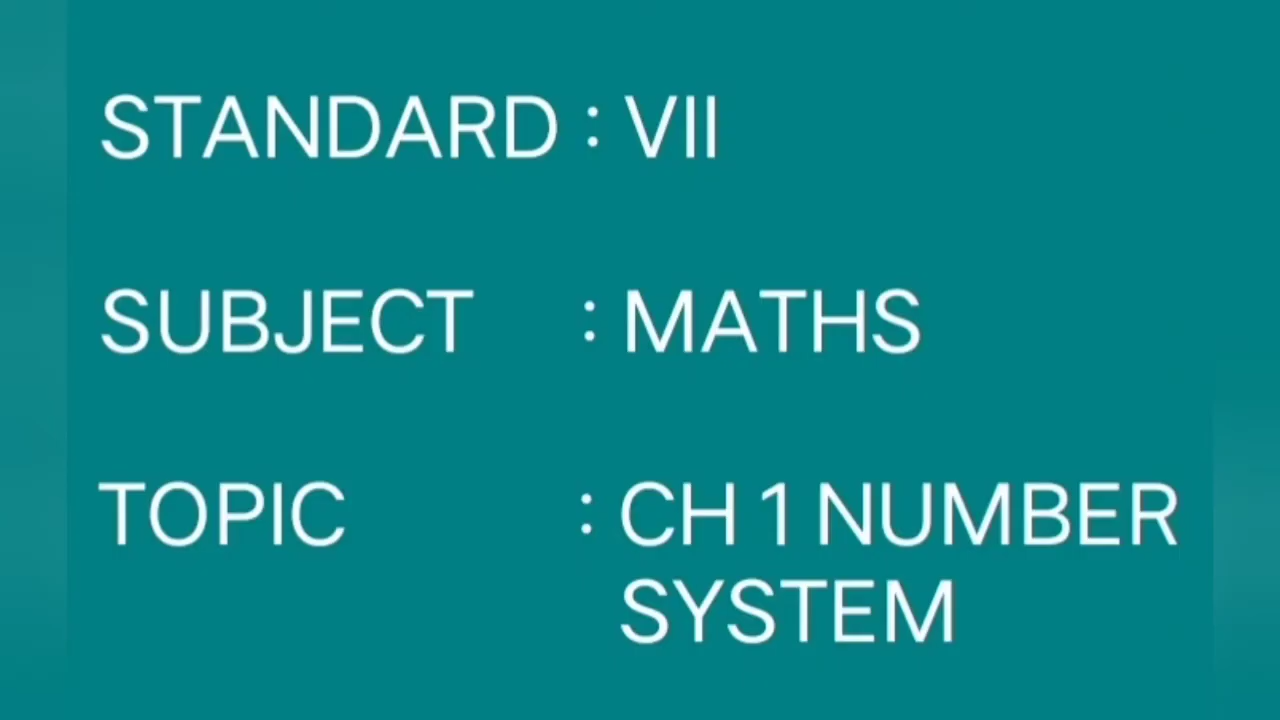 STANDARD : VII
SUBJECT : MATHS
TOPIC : CH 1 NUMBER
SYSTEM